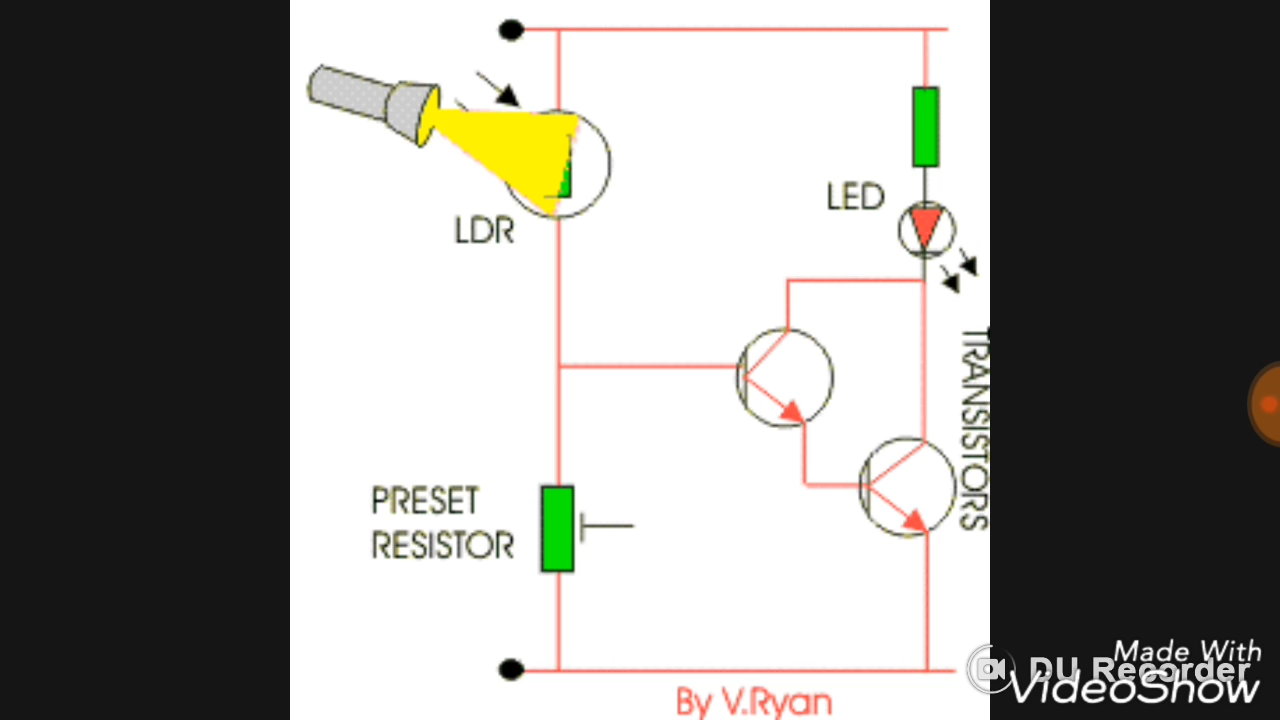 LDR
LED
TRANSISTORS
PRESET
RESISTOR
By V.Ryan
Made With
DU Recorder
VideoShow